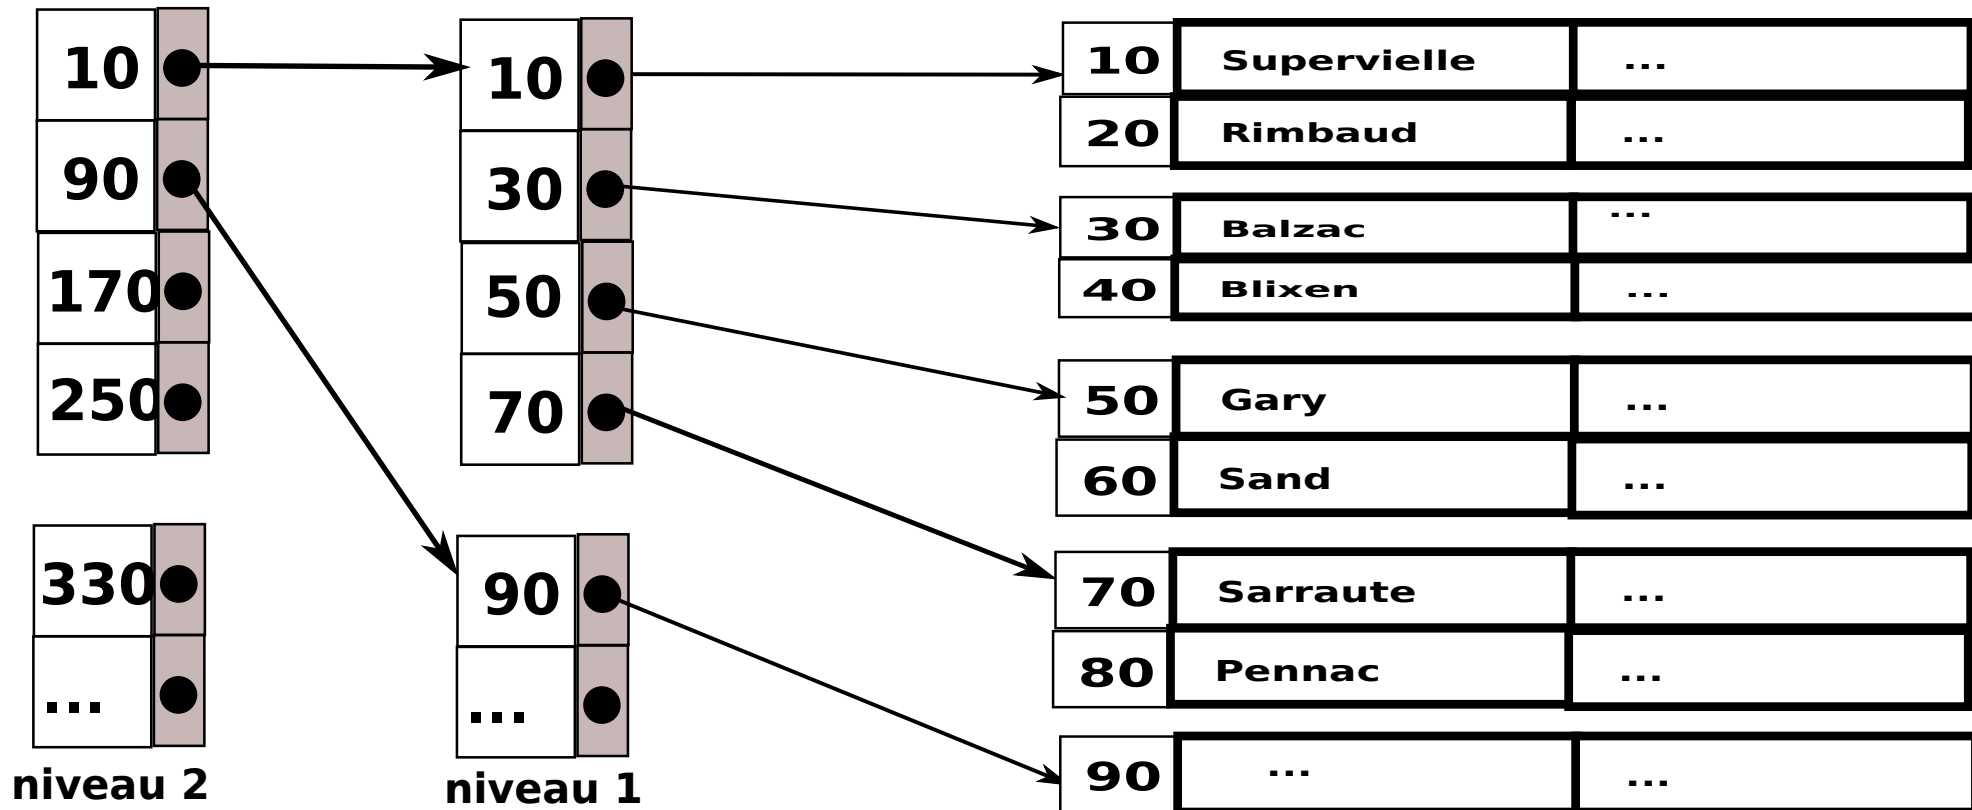 10
90
170
250
330
...
niveau 2
10
30
50
70
90
...
niveau 1
10 Supervielle ...
20 Rimbaud ...
30 Balzac ...
40 Blixen ...
50 Gary ...
60 Sand ...
70 Sarraute ...
80 Pennac ...
90 ... ...